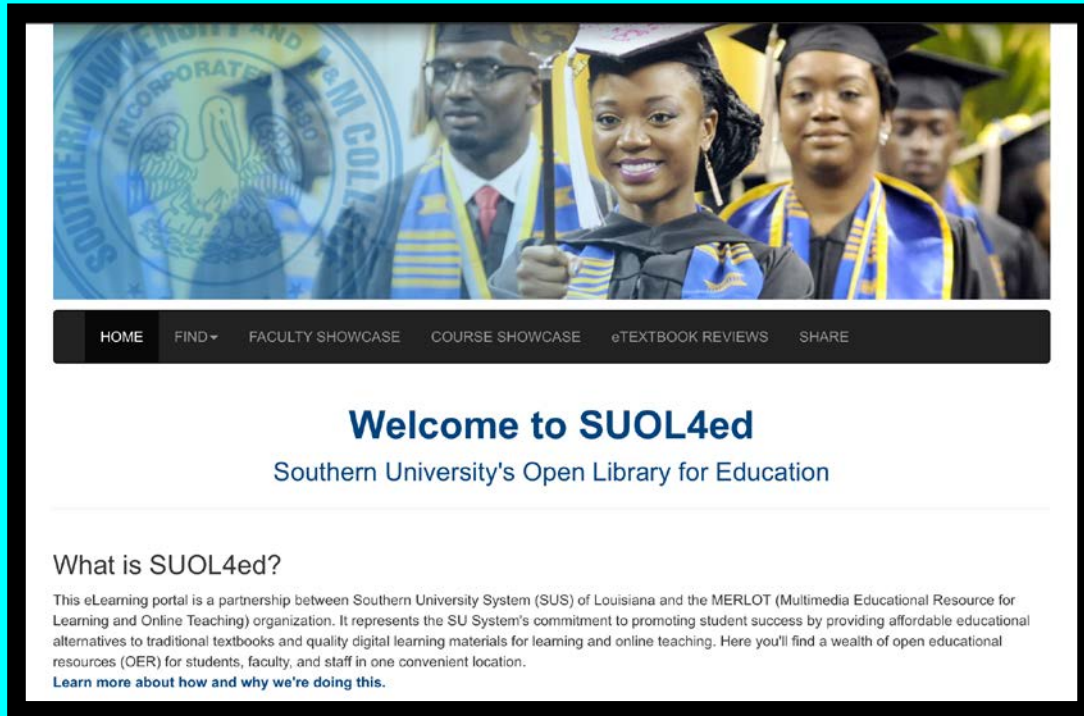 SOUTHERN UNIVERSITY AND A&M COLL
INCORPORATED 1880
HOME FIND FACULTY SHOWCASE COURSE SHOWCASE eTEXTBOOK REVIEWS SHARE
Welcome to SUOL4ed
Southern University's Open Library for Education
What is SUOL4ed?
This eLearning portal is a partnership between Southern University System (SUS) of Louisiana and the MERLOT (Multimedia Educational Resource for
Learning and Online Teaching) organization. It represents the SU System's commitment to promoting student success by providing affordable educational
alternatives to traditional textbooks and quality digital learning materials for learning and online teaching. Here you'll find a wealth of open educational
resources (OER) for students, faculty, and staff in one convenient location.
Learn more about how and why we're doing this.